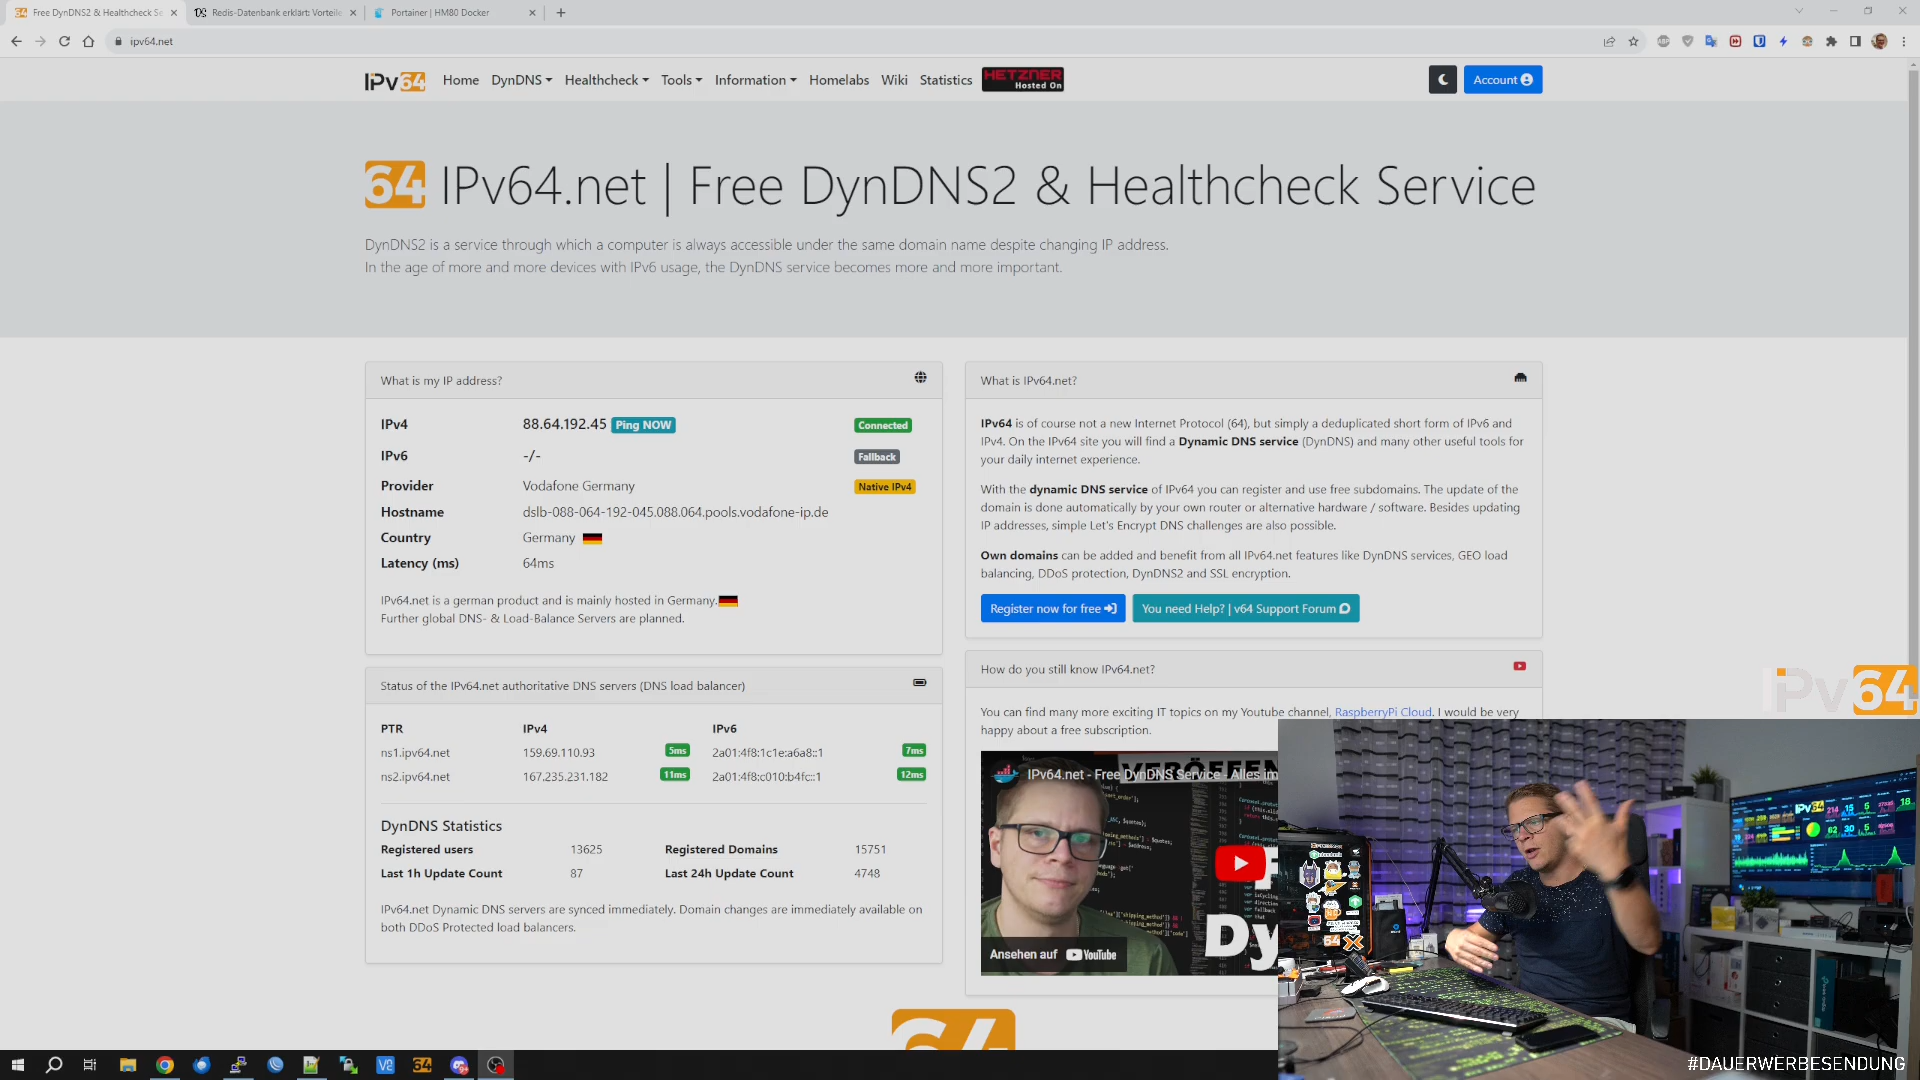 Free DynDNS2 & Healthcheck Se
Redis-Datenbank erklärt: Vorteile
Portainer | HM80 Docker
ipv64.net
IPv64
Home
DynDNS
Healthcheck
Tools
Information
Homelabs
Wiki
Statistics
HETZNER
Hosted On
Account
64 IPv64.net | Free DynDNS2 & Healthcheck Service
DynDNS2 is a service through which a computer is always accessible under the same domain name despite changing IP address.
In the age of more and more devices with IPv6 usage, the DynDNS service becomes more and more important.
What is my IP address?
IPv4 88.64.192.45 Ping NOW Connected
IPv6 -/- Fallback
Provider Vodafone Germany Native IPv4
Hostname dslb-088-064-192-045.088.064.pools.vodafone-ip.de
Country Germany
Latency (ms) 64ms
IPv64.net is a german product and is mainly hosted in Germany.
Further global DNS- & Load-Balance Servers are planned.
Status of the IPv64.net authoritative DNS servers (DNS load balancer)
PTR IPv4 IPv6
ns1.ipv64.net 159.69.110.93 5ms 2a01:4f8:1c1e:a6a8::1 7ms
ns2.ipv64.net 167.235.231.182 11ms 2a01:4f8:c010:b4fc::1 12ms
DynDNS Statistics
Registered users 13625 Registered Domains 15751
Last 1h Update Count 87 Last 24h Update Count 4748
IPv64.net Dynamic DNS servers are synced immediately. Domain changes are immediately available on
both DDoS Protected load balancers.
What is IPv64.net?
IPv64 is of course not a new Internet Protocol (64), but simply a deduplicated short form of IPv6 and
IPv4. On the IPv64 site you will find a Dynamic DNS service (DynDNS) and many other useful tools for
your daily internet experience.
With the dynamic DNS service of IPv64 you can register and use free subdomains. The update of the
domain is done automatically by your own router or alternative hardware / software. Besides updating
IP addresses, simple Let's Encrypt DNS challenges are also possible.
Own domains can be added and benefit from all IPv64.net features like DynDNS services, GEO load
balancing, DDoS protection, DynDNS2 and SSL encryption.
Register now for free
You need Help? | v64 Support Forum
How do you still know IPv64.net?
You can find many more exciting IT topics on my Youtube channel, RaspberryPi Cloud. I would be very
happy about a free subscription.
IPv64.net - Free DynDNS Service - Alles im
Dy
Ansehen auf YouTube
IPv64
64
V2
64
#DAUERWERBESENDUNG